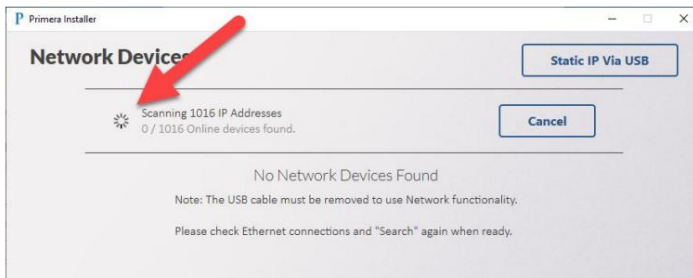 Primera Installer
Network Devices
Static IP Via USB
Scanning 1016 IP Addresses
0 / 1016 Online devices found.
Cancel
No Network Devices Found
Note: The USB cable must be removed to use Network functionality.
Please check Ethernet connections and "Search" again when ready.